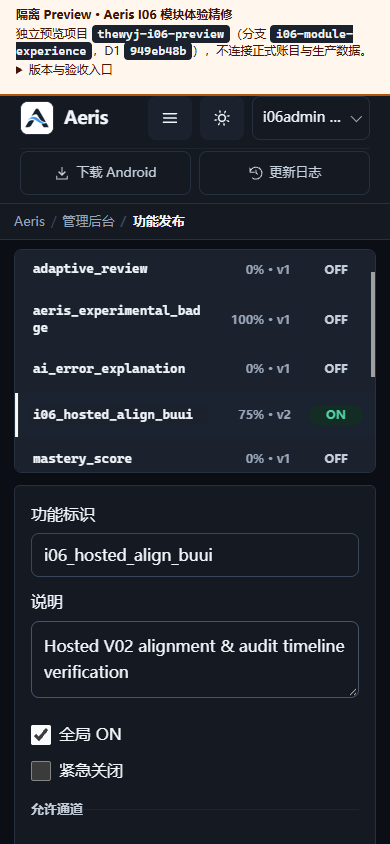 隔离 Preview • Aeris I06 模块体验精修
独立预览项目 thewyj-i06-preview（分支 i06-module-
experience，D1 949eb48b），不连接正式账目与生产数据。
▶ 版本与验收入口
Aeris
i06admin ...
下载 Android
更新日志
Aeris / 管理后台 / 功能发布
adaptive_review 0% • v1 OFF
aeris_experimental_bad
ge 100% • v1 OFF
ai_error_explanation 0% • v1 OFF
i06_hosted_align_buui 75% • v2 ON
mastery_score 0% • v1 OFF
功能标识
i06_hosted_align_buui
说明
Hosted V02 alignment & audit timeline
verification
全局 ON
紧急关闭
允许通道